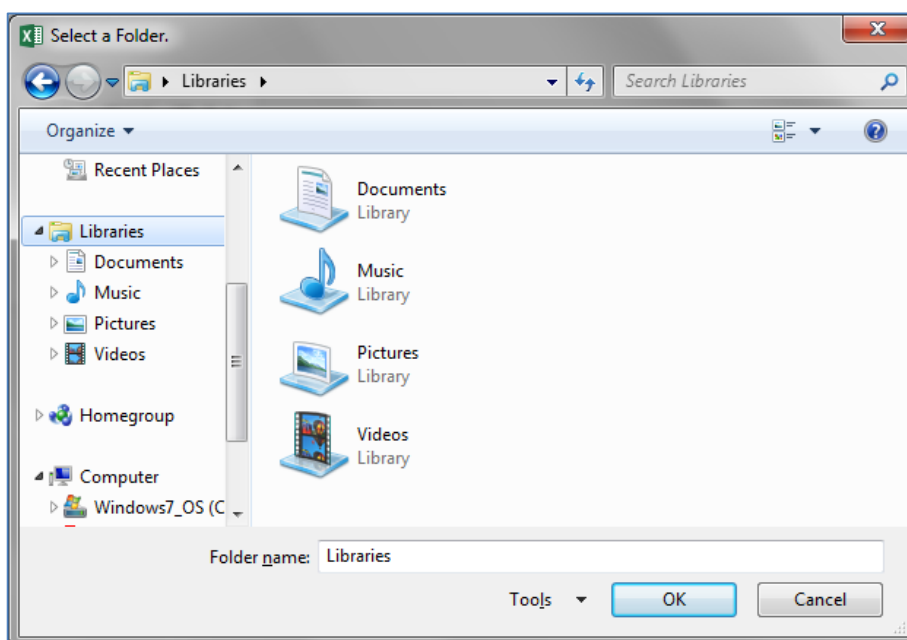 Select a Folder.
Libraries
Search Libraries
Organize
Recent Places
Libraries
Documents
Music
Pictures
Videos
Homegroup
Computer
Windows7_OS (C
Documents
Library
Music
Library
Pictures
Library
Videos
Library
Folder name: Libraries
Tools OK Cancel